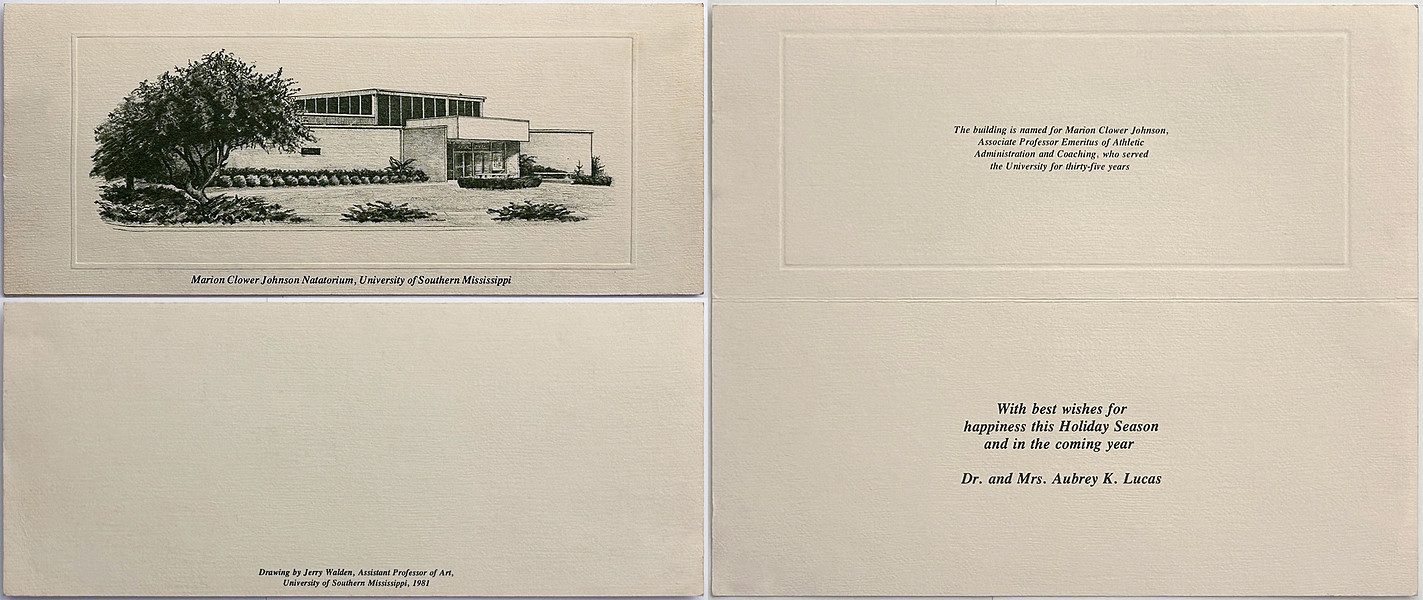 Marion Clower Johnson Natatorium, University of Southern Mississippi
Drawing by Jerry Walden, Assistant Professor of Art,
University of Southern Mississippi, 1981
The building is named for Marion Clower Johnson,
Associate Professor Emeritus of Athletic
Administration and Coaching, who served
the University for thirty-five years
With best wishes for
happiness this Holiday Season
and in the coming year
Dr. and Mrs. Aubrey K. Lucas